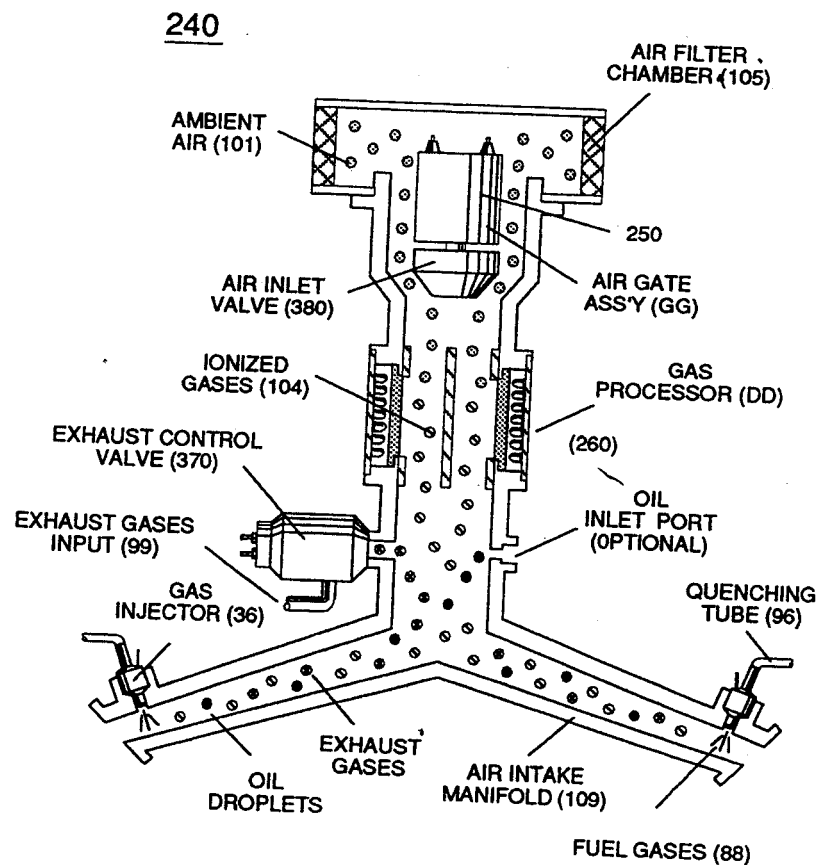 240
AIR FILTER
CHAMBER (105)
AMBIENT
AIR (101)
250
AIR INLET
VALVE (380)
AIR GATE
ASS'Y (GG)
IONIZED
GASES (104)
GAS
PROCESSOR (DD)
EXHAUST CONTROL
VALVE (370)
(260)
OIL
INLET PORT
(OPTIONAL)
EXHAUST GASES
INPUT (99)
GAS
INJECTOR (36)
QUENCHING
TUBE (96)
EXHAUST
GASES
OIL
DROPLETS
AIR INTAKE
MANIFOLD (109)
FUEL GASES (88)